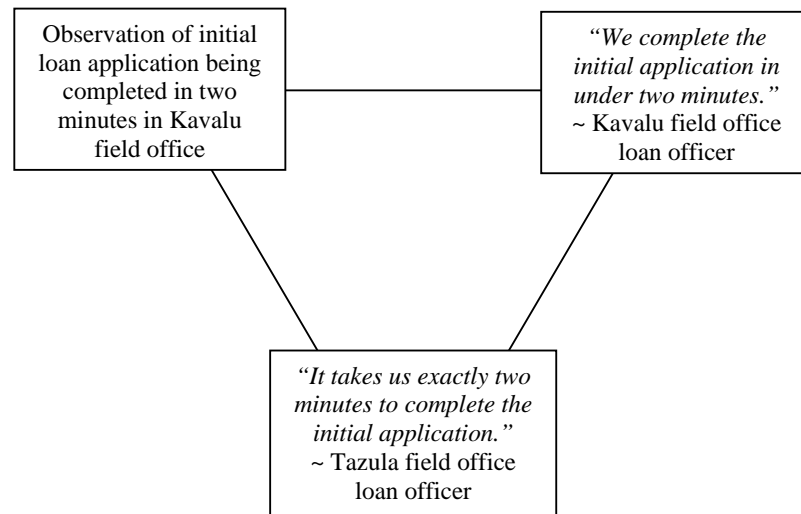 Observation of initial
loan application being
completed in two
minutes in Kavalu
field office
“We complete the
initial application in
under two minutes.”
~ Kavalu field office
loan officer
“It takes us exactly two
minutes to complete the
initial application.”
~ Tazula field office
loan officer